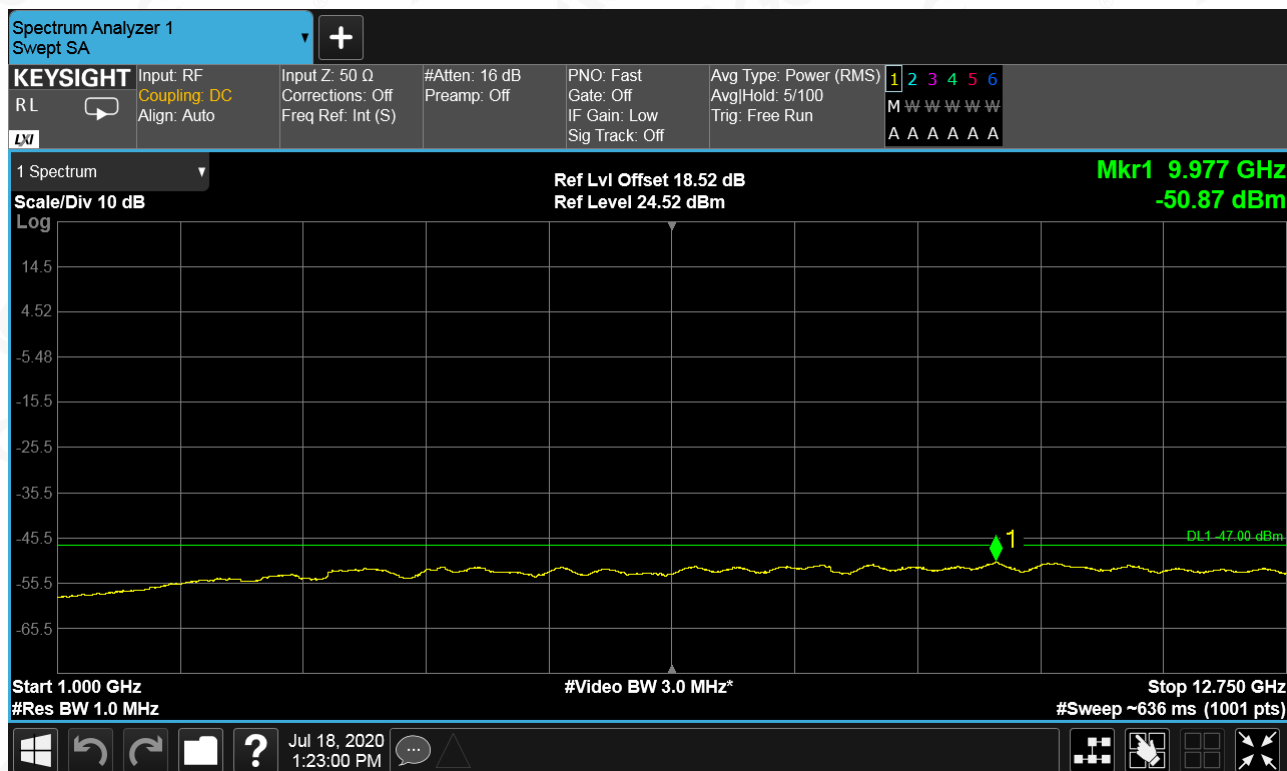 Spectrum Analyzer 1
Swept SA
KEYSIGHT
R L
LXI
Input: RF
Coupling: DC
Align: Auto
Input Z: 50 Ω
Corrections: Off
Freq Ref: Int (S)
#Atten: 16 dB
Preamp: Off
PNO: Fast
Gate: Off
IF Gain: Low
Sig Track: Off
Avg Type: Power (RMS)
Avg|Hold: 5/100
Trig: Free Run
1 2 3 4 5 6
M W W W W W
A A A A A A
1 Spectrum
Scale/Div 10 dB
Ref Lvl Offset 18.52 dB
Ref Level 24.52 dBm
Mkr1 9.977 GHz
-50.87 dBm
Log
14.5
4.52
-5.48
-15.5
-25.5
-35.5
-45.5
1
DL1 -47.00 dBm
-55.5
-65.5
Start 1.000 GHz
#Video BW 3.0 MHz*
Stop 12.750 GHz
#Res BW 1.0 MHz
#Sweep ~636 ms (1001 pts)
?
Jul 18, 2020
1:23:00 PM